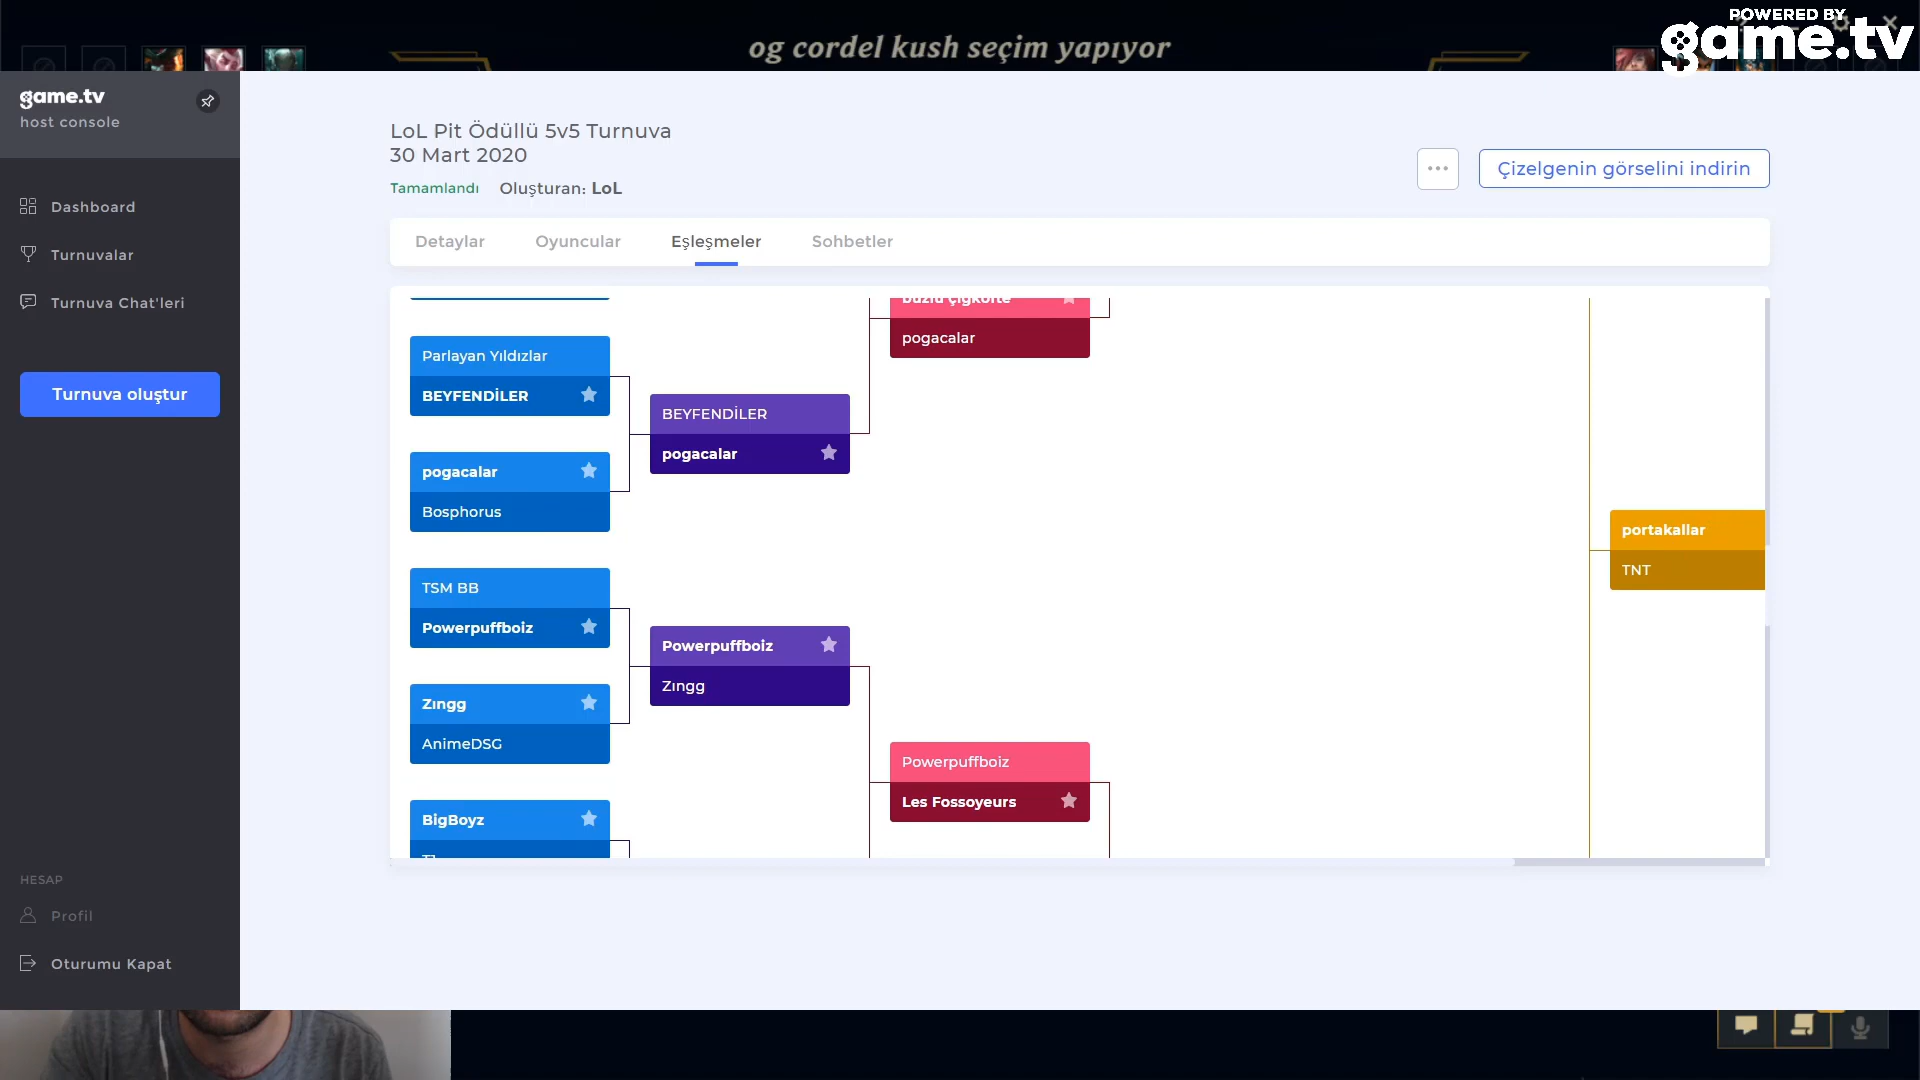 POWERED BY
game.tv
og cordel kush seçim yapıyor
game.tv
host console
Dashboard
Turnuvalar
Turnuva Chat'leri
Turnuva oluştur
HESAP
Profil
Oturumu Kapat
LoL Pit Ödüllü 5v5 Turnuva
30 Mart 2020
Tamamlandı Oluşturan: LoL
Çizelgenin görselini indirin
Detaylar Oyuncular Eşleşmeler Sohbetler
Parlayan Yıldızlar
BEYFENDİLER
pogacalar
Bosphorus
TSM BB
Powerpuffboiz
Zıngg
AnimeDSG
BigBoyz
BEYFENDİLER
pogacalar
Powerpuffboiz
Zıngg
buzlu çigköfte
pogacalar
Powerpuffboiz
Les Fossoyeurs
portakallar
TNT